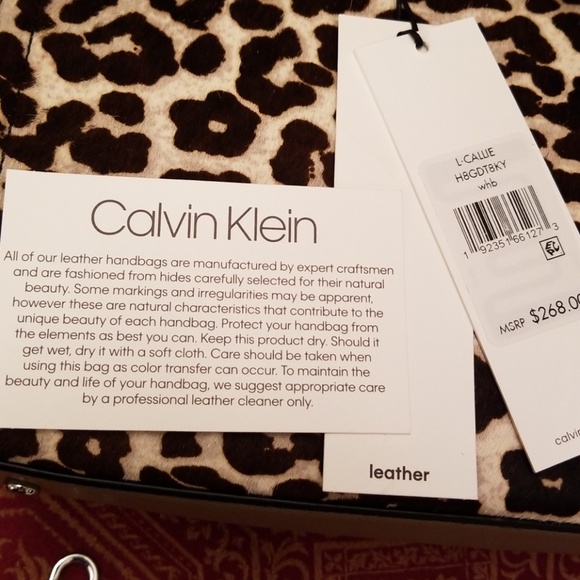 Calvin Klein
All of our leather handbags are manufactured by expert craftsmen
and are fashioned from hides carefully selected for their natural
beauty. Some markings and irregularities may be apparent,
however these are natural characteristics that contribute to the
unique beauty of each handbag. Protect your handbag from
the elements as best you can. Keep this product dry. Should it
get wet, dry it with a soft cloth. Care should be taken when
using this bag as color transfer can occur. To maintain the
beauty and life of your handbag, we suggest appropriate care
by a professional leather cleaner only.
leather
L-CALLIE
H8GDT8KY
whb
1 92351 66127 3
MSRP $268.00
calvin